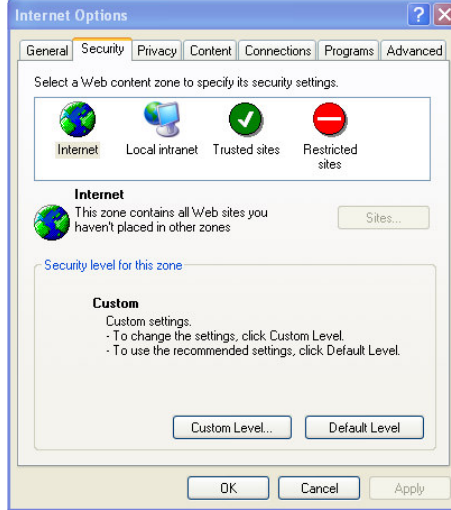 Internet Options
General Security Privacy Content Connections Programs Advanced
Select a Web content zone to specify its security settings.
Internet Local intranet Trusted sites Restricted
sites
Internet
This zone contains all Web sites you
haven't placed in other zones
Sites...
Security level for this zone
Custom
Custom settings.
- To change the settings, click Custom Level.
- To use the recommended settings, click Default Level.
Custom Level... Default Level
OK Cancel Apply